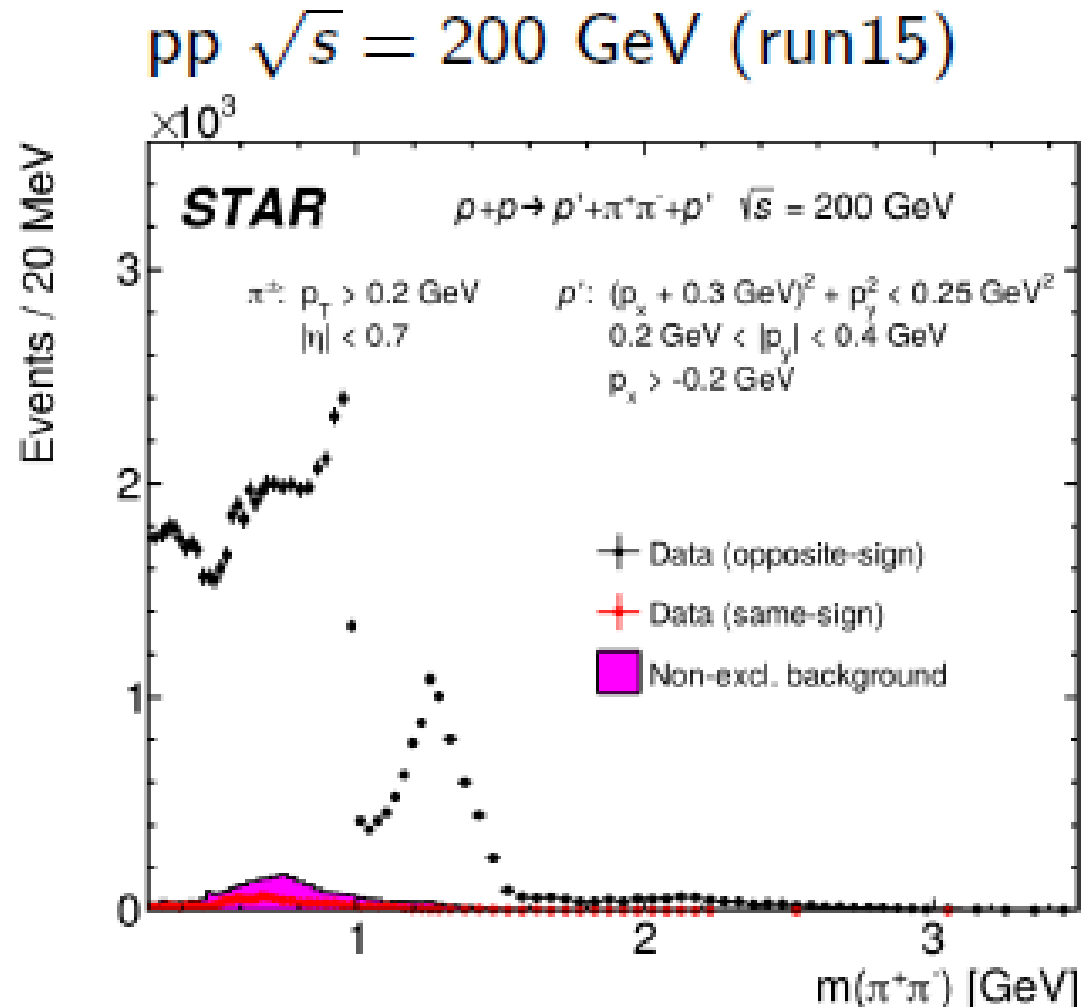 pp √s = 200 GeV (run15)
×10³
Events / 20 MeV
STAR
p+p→p'+π⁺π⁻+p' √s = 200 GeV
π±: p_T > 0.2 GeV
|η| < 0.7
p': (p_x + 0.3 GeV)² + p_y² < 0.25 GeV²
0.2 GeV < |p_y| < 0.4 GeV
p_x > -0.2 GeV
3
2
1
0
Data (opposite-sign)
Data (same-sign)
Non-excl. background
1 2 3
m(π⁺π⁻) [GeV]